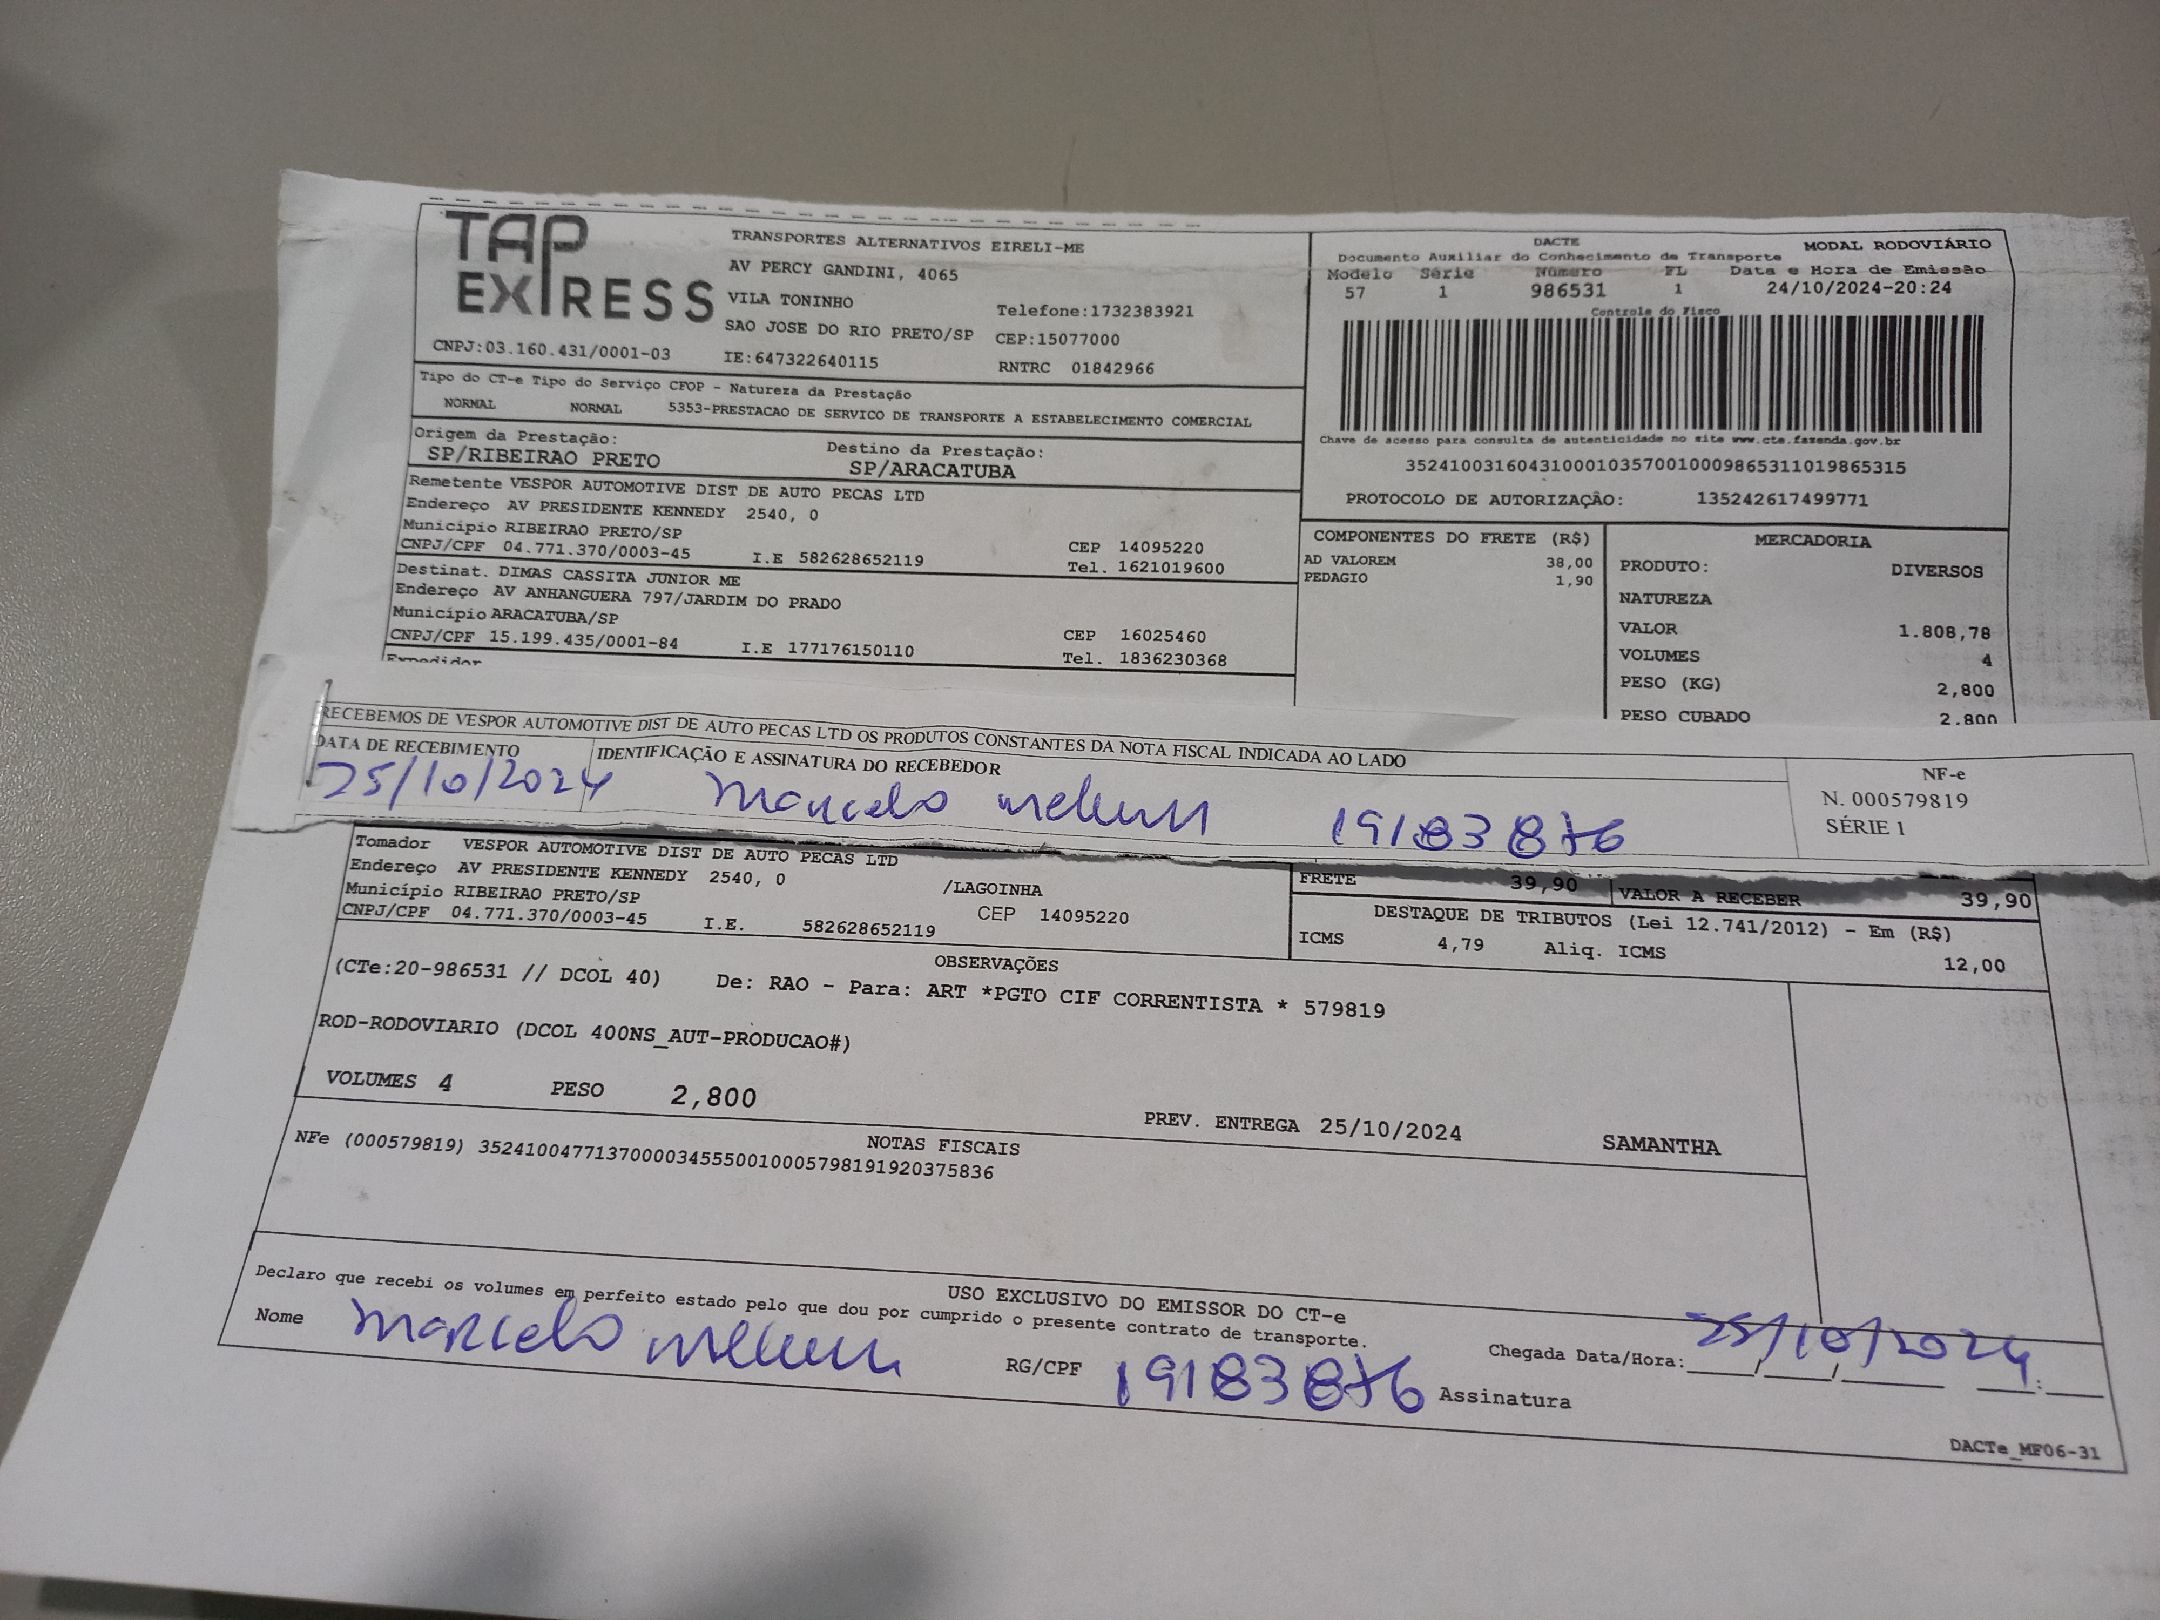 TAP EXPRESS
TRANSPORTES ALTERNATIVOS EIRELI-ME
AV PERCY GANDINI, 4065
VILA TONINHO Telefone:1732383921
SAO JOSE DO RIO PRETO/SP CEP:15077000
CNPJ:03.160.431/0001-03 IE:647322640115 RNTRC 01842966
DACTE MODAL RODOVIÁRIO
Documento Auxiliar do Conhecimento de Transporte
Modelo Série Número FL Data e Hora de Emissão
57 1 986531 1 24/10/2024-20:24
Controle do Fisco
Chave de acesso para consulta de autenticidade no site www.cte.fazenda.gov.br
35241003160431000103570010009865311019865315
PROTOCOLO DE AUTORIZAÇÃO: 135242617499771
Tipo do CT-e Tipo do Serviço CFOP - Natureza da Prestação
NORMAL NORMAL 5353-PRESTACAO DE SERVICO DE TRANSPORTE A ESTABELECIMENTO COMERCIAL
Origem da Prestação: Destino da Prestação:
SP/RIBEIRAO PRETO SP/ARACATUBA
Remetente VESPOR AUTOMOTIVE DIST DE AUTO PECAS LTD
Endereço AV PRESIDENTE KENNEDY 2540, 0
Município RIBEIRAO PRETO/SP CEP 14095220
CNPJ/CPF 04.771.370/0003-45 I.E 582628652119 Tel. 1621019600
Destinat. DIMAS CASSITA JUNIOR ME
Endereço AV ANHANGUERA 797/JARDIM DO PRADO
Município ARACATUBA/SP CEP 16025460
CNPJ/CPF 15.199.435/0001-84 I.E 177176150110 Tel. 1836230368
Expedidor
COMPONENTES DO FRETE (R$)
AD VALOREM 38,00
PEDAGIO 1,90
MERCADORIA
PRODUTO: DIVERSOS
NATUREZA
VALOR 1.808,78
VOLUMES 4
PESO (KG) 2,800
PESO CUBADO 2,800
RECEBEMOS DE VESPOR AUTOMOTIVE DIST DE AUTO PECAS LTD OS PRODUTOS CONSTANTES DA NOTA FISCAL INDICADA AO LADO
DATA DE RECEBIMENTO IDENTIFICAÇÃO E ASSINATURA DO RECEBEDOR
25/10/2024 Marcelo 19183876
NF-e
N. 000579819
SÉRIE 1
Tomador VESPOR AUTOMOTIVE DIST DE AUTO PECAS LTD
Endereço AV PRESIDENTE KENNEDY 2540, 0 /LAGOINHA
Município RIBEIRAO PRETO/SP CEP 14095220
CNPJ/CPF 04.771.370/0003-45 I.E. 582628652119
FRETE 39,90 VALOR A RECEBER 39,90
DESTAQUE DE TRIBUTOS (Lei 12.741/2012) - Em (R$)
ICMS 4,79 Aliq. ICMS 12,00
OBSERVAÇÕES
(CTe:20-986531 // DCOL 40) De: RAO - Para: ART *PGTO CIF CORRENTISTA * 579819
ROD-RODOVIARIO (DCOL 400NS_AUT-PRODUCAO#)
VOLUMES 4 PESO 2,800 PREV. ENTREGA 25/10/2024 SAMANTHA
NOTAS FISCAIS
NFe (000579819) 35241004771370000345550010005798191920375836
USO EXCLUSIVO DO EMISSOR DO CT-e
Declaro que recebi os volumes em perfeito estado pelo que dou por cumprido o presente contrato de transporte.
Nome Marcelo RG/CPF 19183876 Assinatura
Chegada Data/Hora: 25/10/2024 :
DACTe_MF06-31